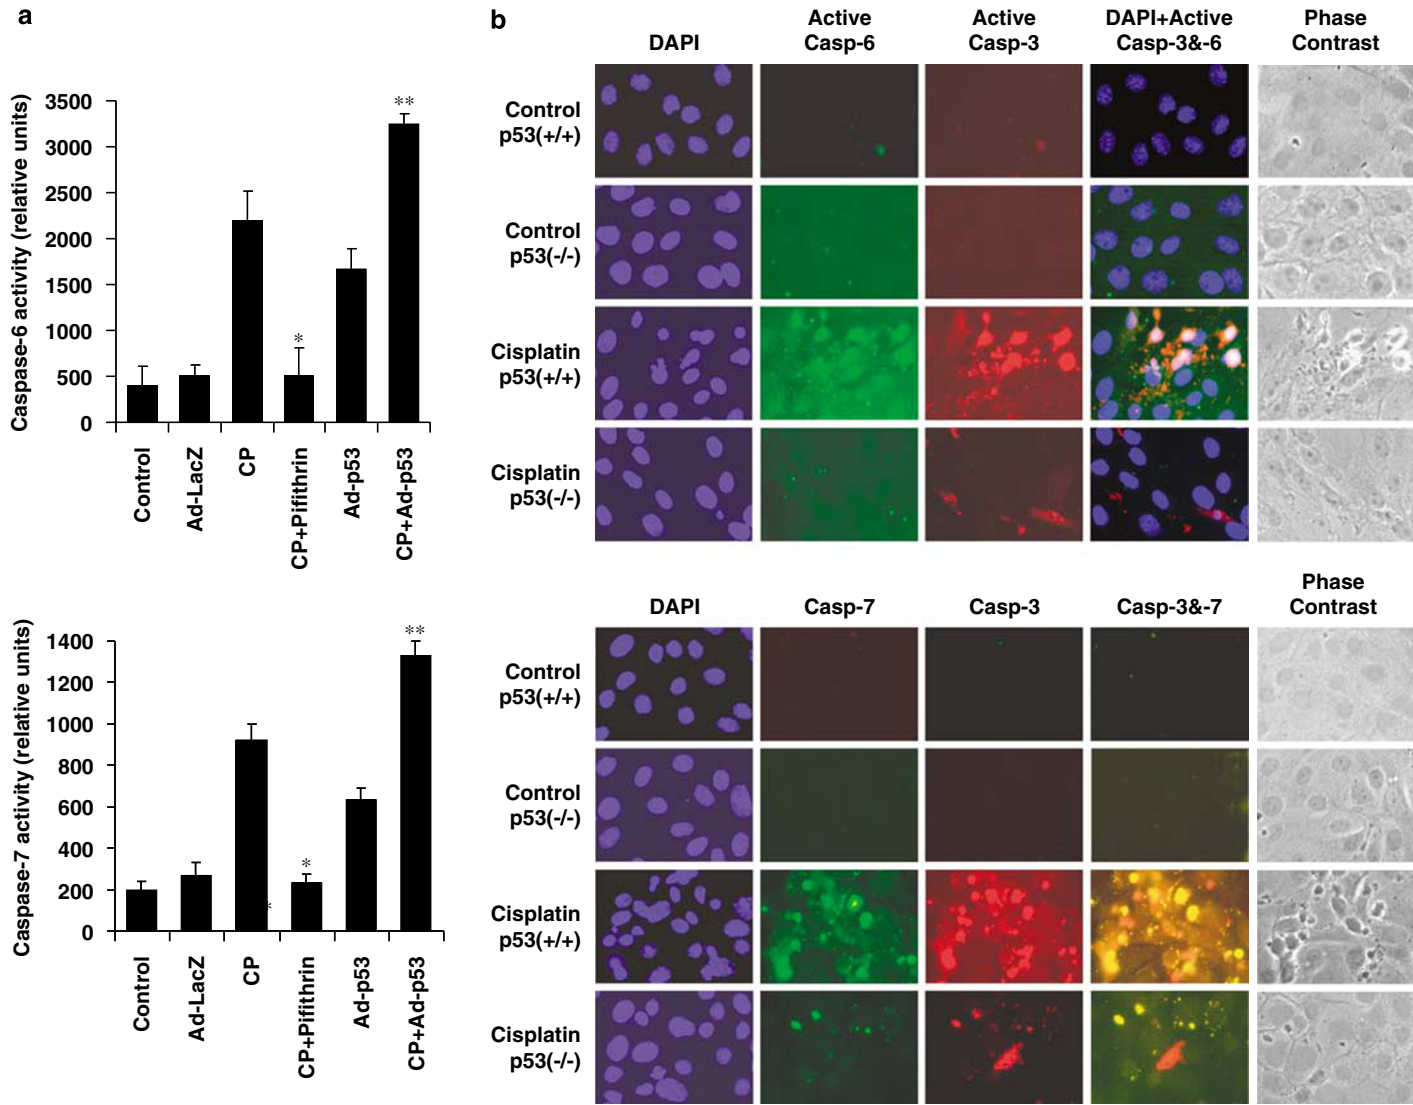 a
Caspase-6 activity (relative units)
3500
3000
2500
2000
1500
1000
500
0
*
**
Control
Ad-LacZ
CP
CP+Pifithrin
Ad-p53
CP+Ad-p53
Caspase-7 activity (relative units)
1400
1200
1000
800
600
400
200
0
*
*
**
Control
Ad-LacZ
CP
CP+Pifithrin
Ad-p53
CP+Ad-p53
b
DAPI
Active
Casp-6
Active
Casp-3
DAPI+Active
Casp-3&-6
Phase
Contrast
Control
p53(+/+)
Control
p53(-/-)
Cisplatin
p53(+/+)
Cisplatin
p53(-/-)
DAPI
Casp-7
Casp-3
Casp-3&-7
Phase
Contrast
Control
p53(+/+)
Control
p53(-/-)
Cisplatin
p53(+/+)
Cisplatin
p53(-/-)